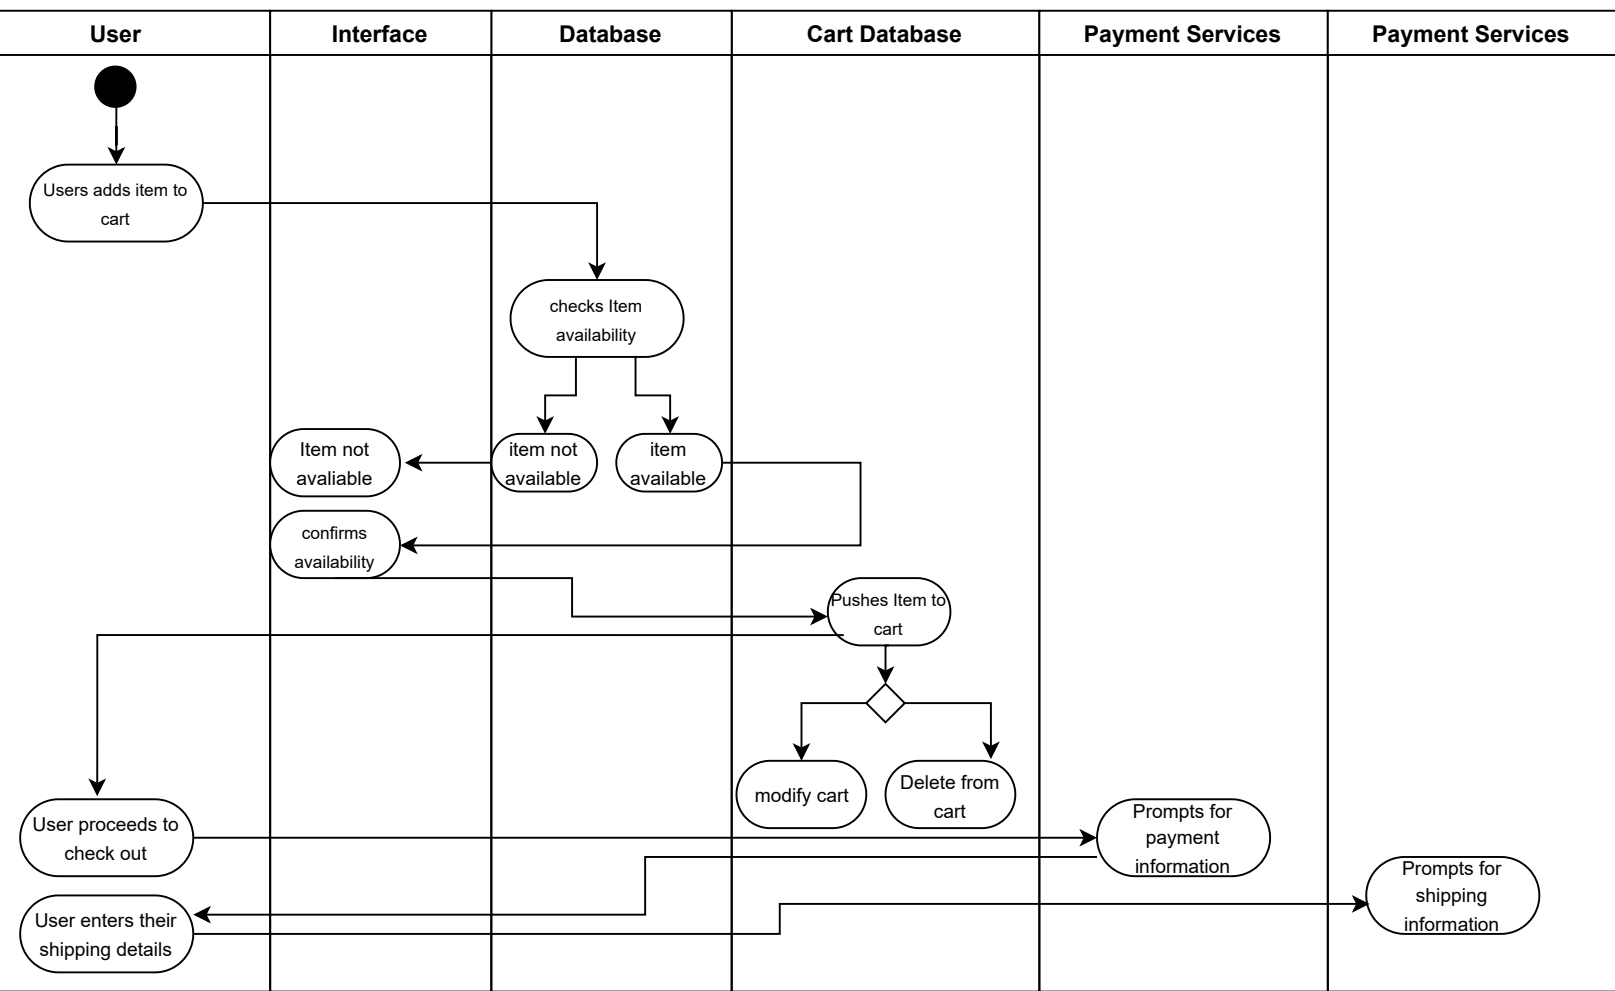 User
Interface
Database
Cart Database
Payment Services
Payment Services
Users adds item to
cart
checks Item
availability
Item not
avaliable
item not
available
item
available
confirms
availability
Pushes Item to
cart
modify cart
Delete from
cart
User proceeds to
check out
Prompts for
payment
information
Prompts for
shipping
information
User enters their
shipping details